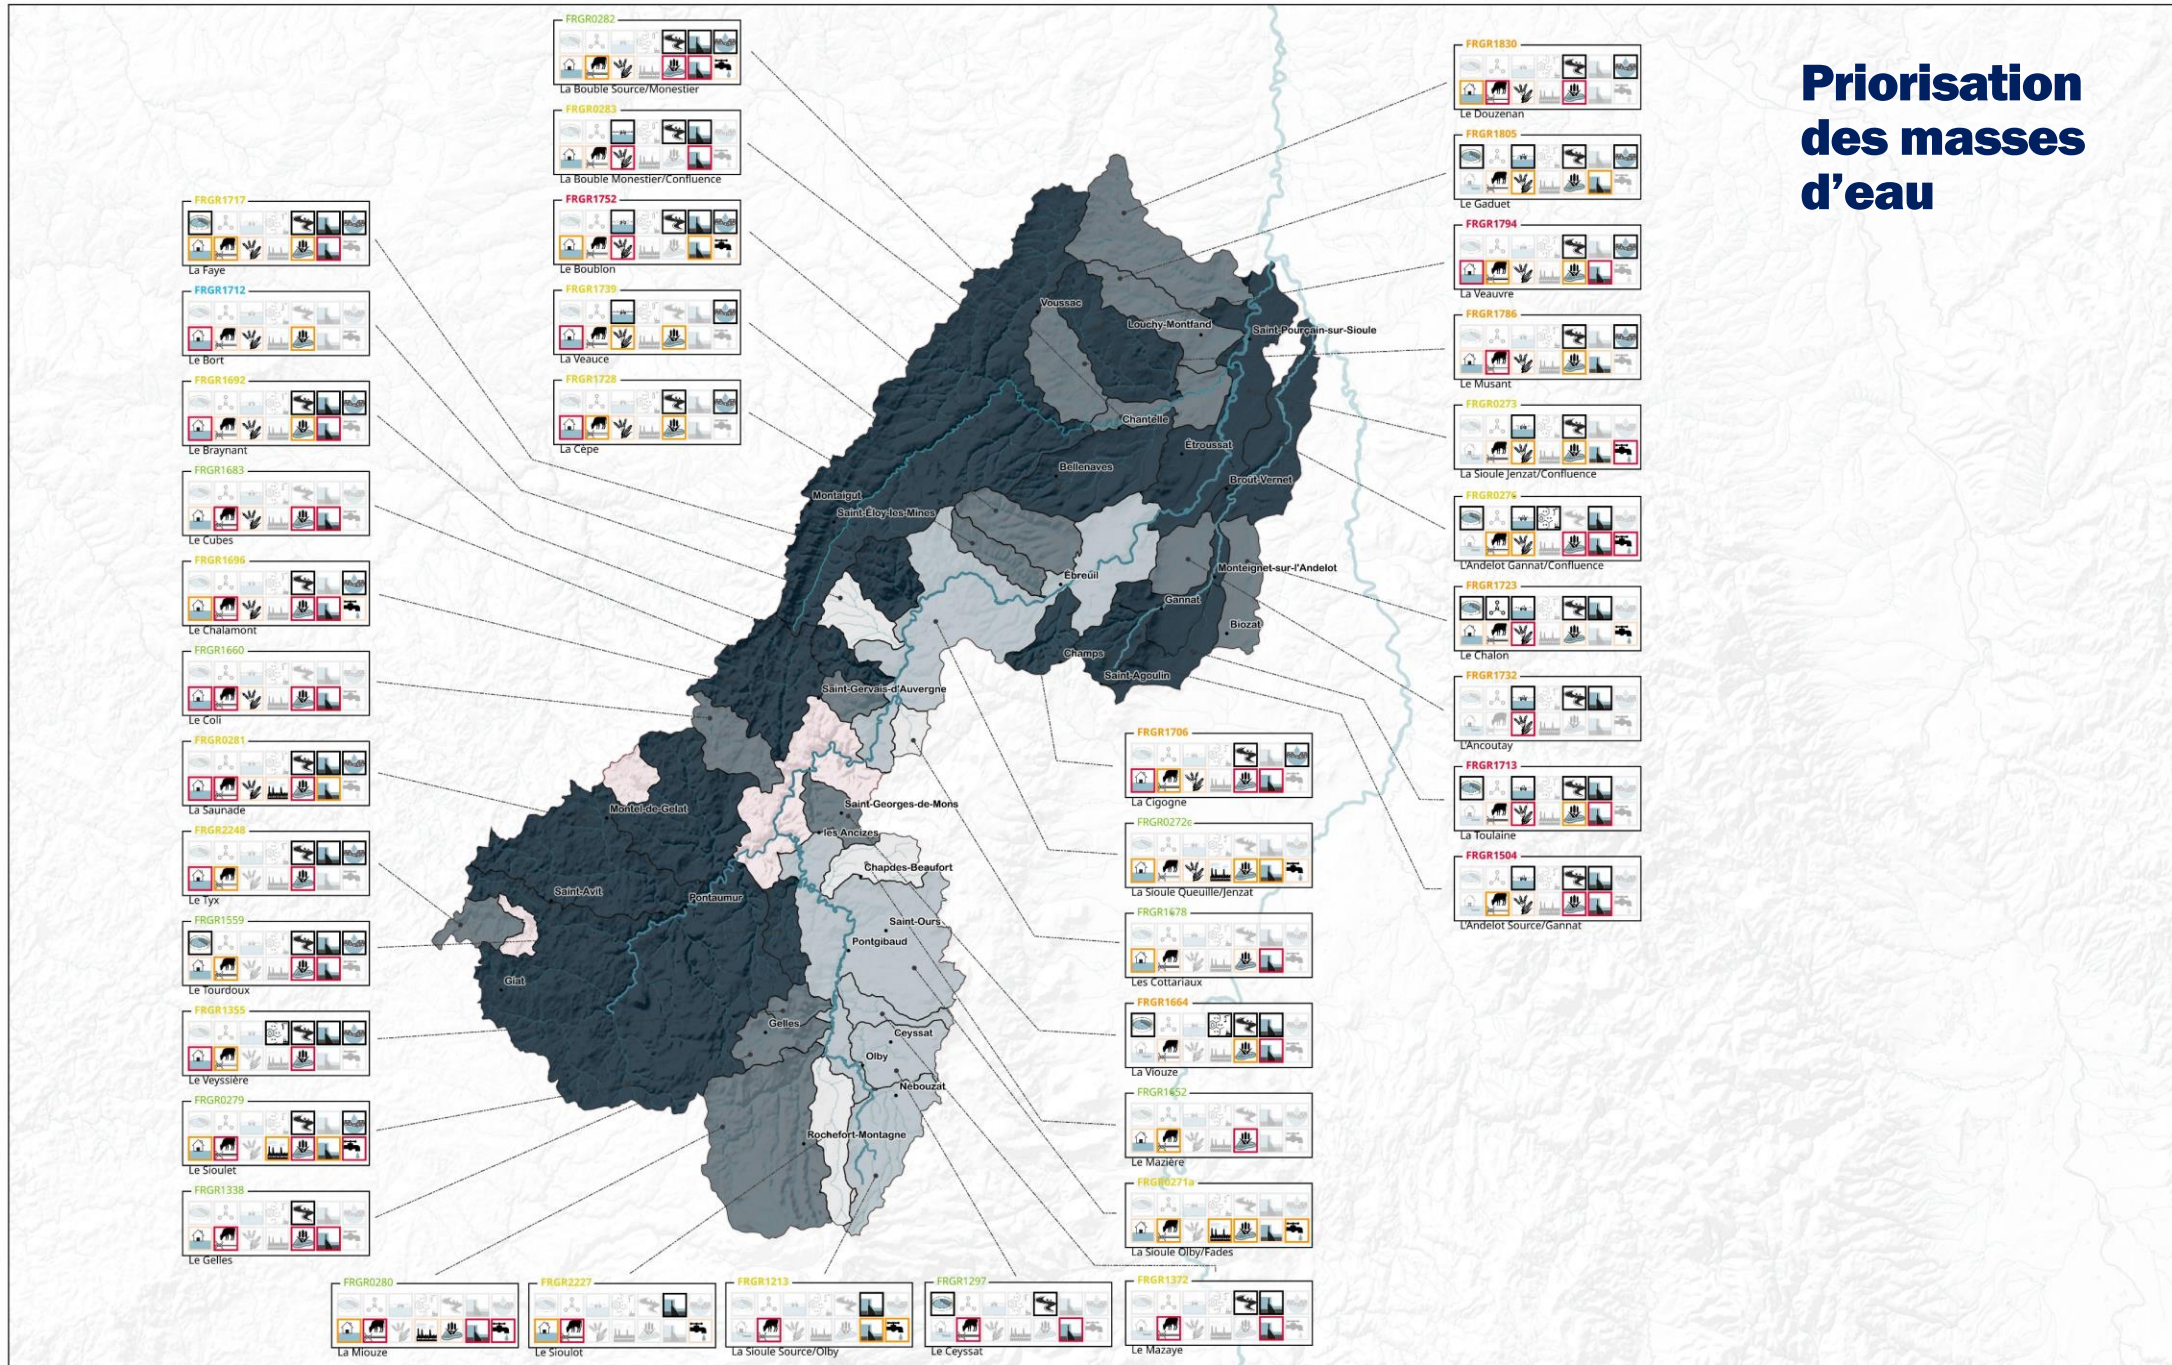 Priorisation
des masses
d'eau
FRGR0282
La Bouble Source/Monestier
FRGR0283
La Bouble Monestier/Confluence
FRGR1752
Le Boublon
FRGR1739
La Veauce
FRGR1728
La Cèpe
FRGR1717
La Faye
FRGR1712
Le Bort
FRGR1692
Le Braynant
FRGR1683
Le Cubes
FRGR1696
Le Chalamont
FRGR1660
Le Coli
FRGR0281
La Saunade
FRGR2248
Le Tyx
FRGR1559
Le Tourdoux
FRGR1355
Le Veyssière
FRGR0279
Le Sioulet
FRGR1338
Le Gelles
FRGR0280
La Miouze
FRGR2227
Le Sioulot
FRGR1213
La Sioule Source/Olby
FRGR1297
Le Ceyssat
FRGR1372
Le Mazaye
FRGR1830
Le Douzenan
FRGR1805
Le Gaduet
FRGR1794
La Veauvre
FRGR1786
Le Musant
FRGR0273
La Sioule Jenzat/Confluence
FRGR0276
L'Andelot Gannat/Confluence
FRGR1723
Le Chalon
FRGR1732
L'Ancoutay
FRGR1713
La Toulaine
FRGR1504
L'Andelot Source/Gannat
FRGR1706
La Cigogne
FRGR0272c
La Sioule Queuille/Jenzat
FRGR1678
Les Cottariaux
FRGR1664
La Viouze
FRGR1652
Le Mazière
FRGR0271a
La Sioule Olby/Fades
Voussac
Louchy-Montfand
Saint-Pourçain-sur-Sioule
Chantelle
Étroussat
Bellenaves
Brout-Vernet
Montaigut
Saint-Éloy-les-Mines
Ébreuil
Monteignet-sur-l'Andelot
Gannat
Biozat
Champs
Saint-Agoulin
Saint-Gervais-d'Auvergne
Montel-de-Gelat
Saint-Georges-de-Mons
les Ancizes
Chapdes-Beaufort
Saint-Avit
Pontaumur
Saint-Ours
Pontgibaud
Giat
Gelles
Ceyssat
Olby
Nébouzat
Rochefort-Montagne